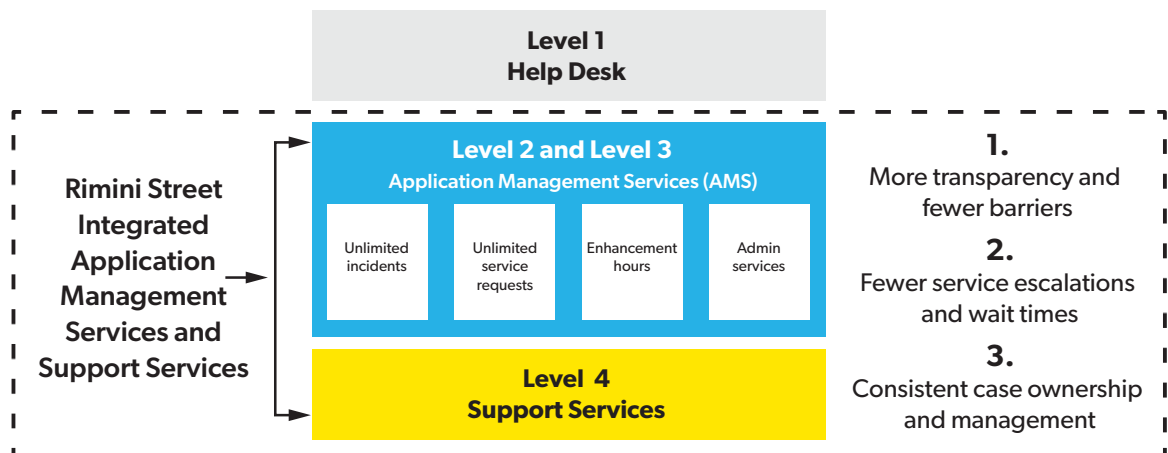 Level 1
Help Desk
Rimini Street
Integrated
Application
Management
Services and
Support Services
Level 2 and Level 3
Application Management Services (AMS)
Unlimited
incidents
Unlimited
service
requests
Enhancement
hours
Admin
services
Level 4
Support Services
1.
More transparency and
fewer barriers
2.
Fewer service escalations
and wait times
3.
Consistent case ownership
and management